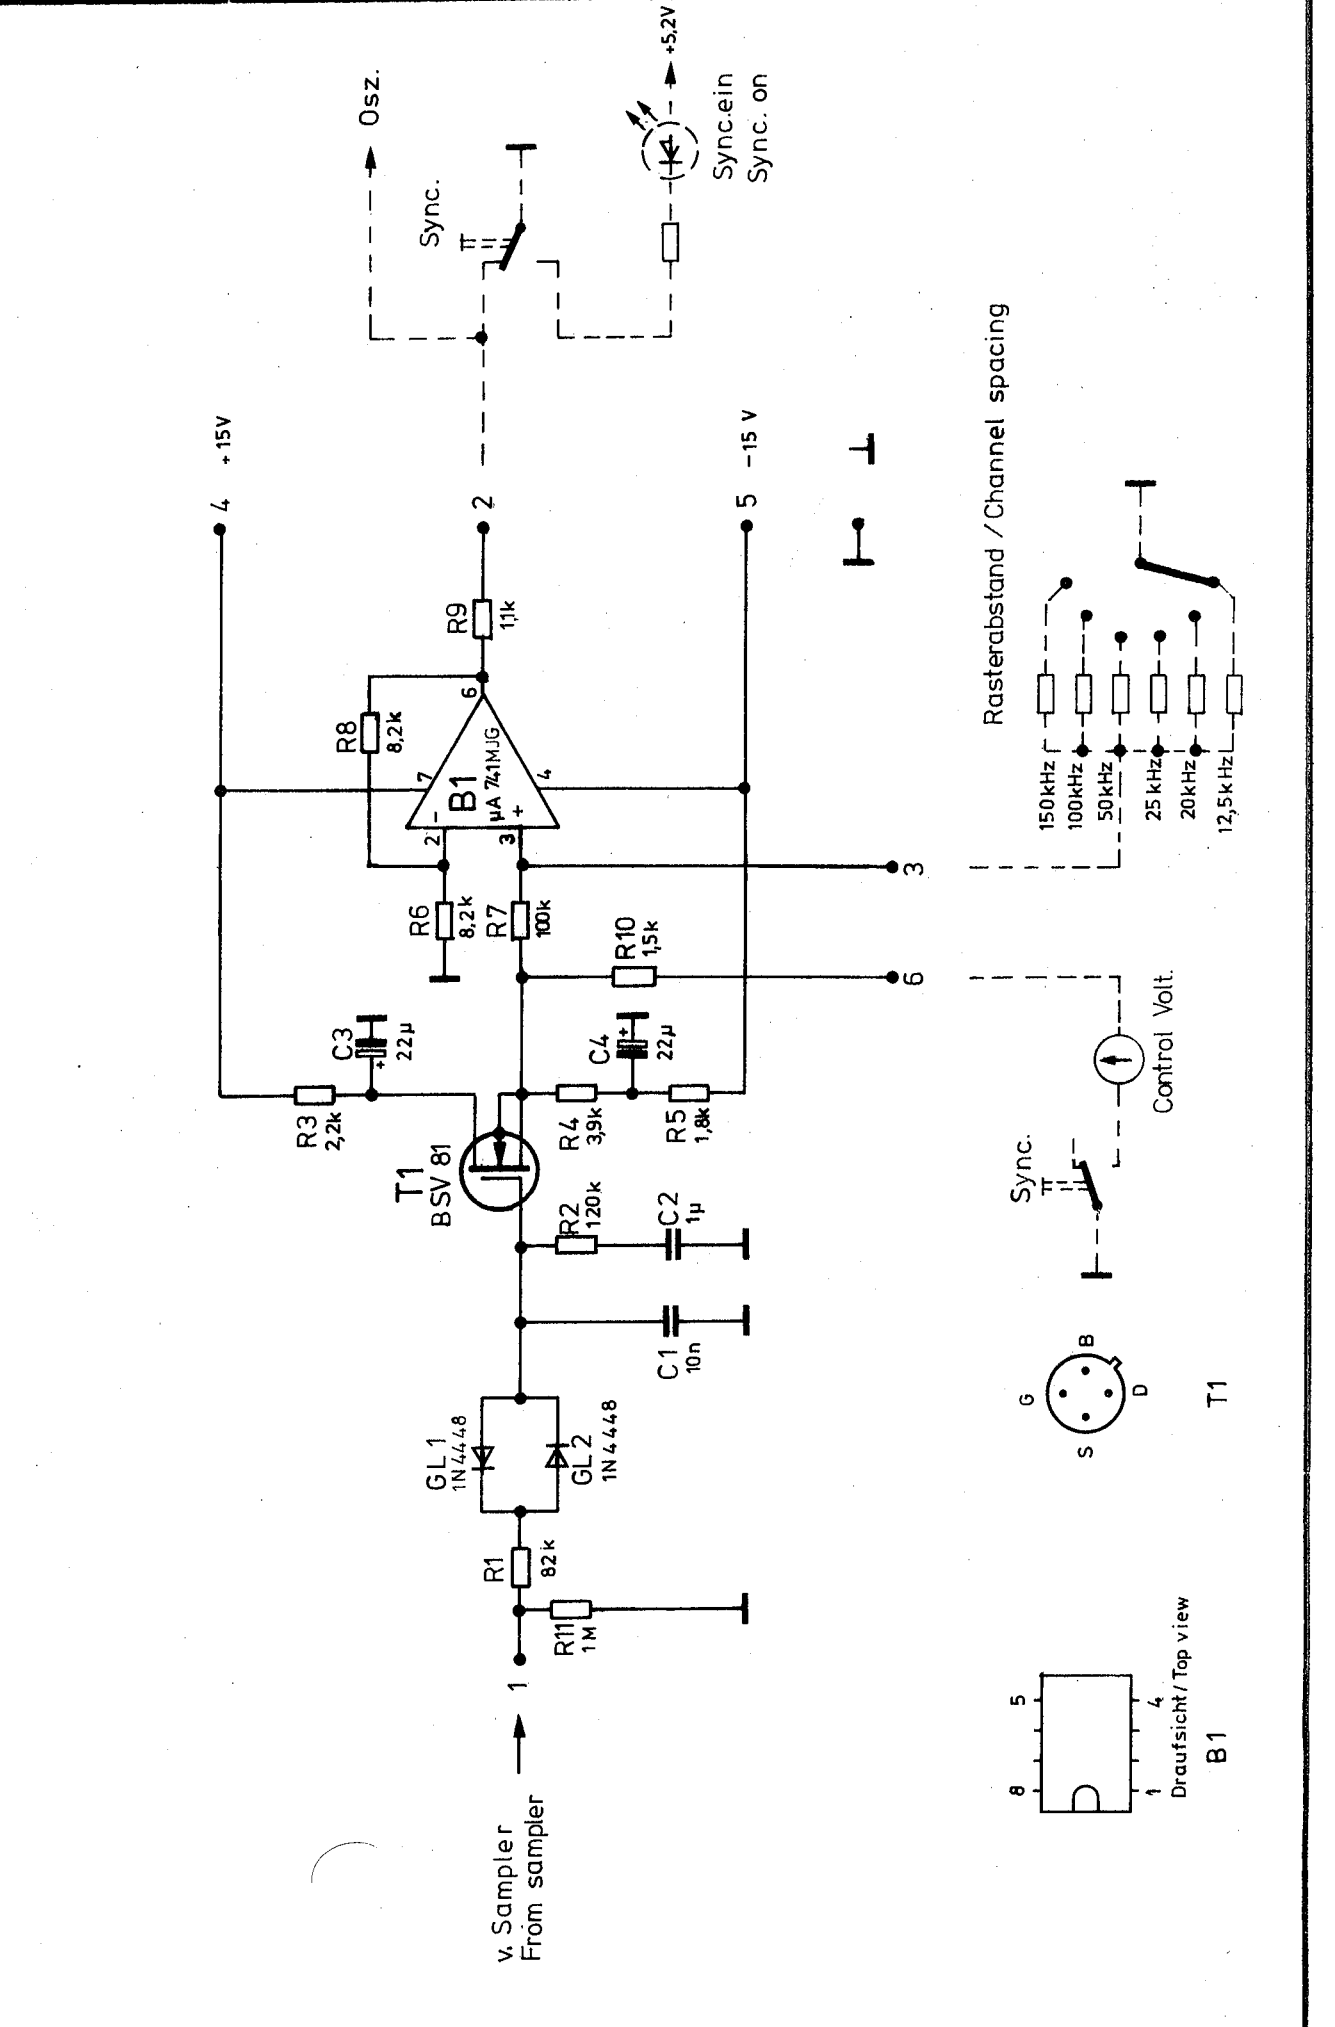 4 +15V
Osz.
Sync.
+5,2V
Sync.ein
Sync. on
R3
2,2k
C3
+
22µ
R8
8,2k
7
6
B1
µA 741MJG
2
-
3
+
4
R9
1,1k
2
R6
8,2k
R7
100k
T1
BSV 81
R10
1,5k
R4
3,9k
C4
+
22µ
R5
1,8k
5 -15 V
GL1
1N4448
GL2
1N4448
R2
120k
C2
1µ
C1
10n
R1
82k
R11
1M
1
v. Sampler
From sampler
6
3
Rasterabstand / Channel spacing
150kHz
100kHz
50kHz
25kHz
20kHz
12,5kHz
Sync.
Control Volt.
G
B
S
D
T1
8
5
1
4
Draufsicht / Top view
B1